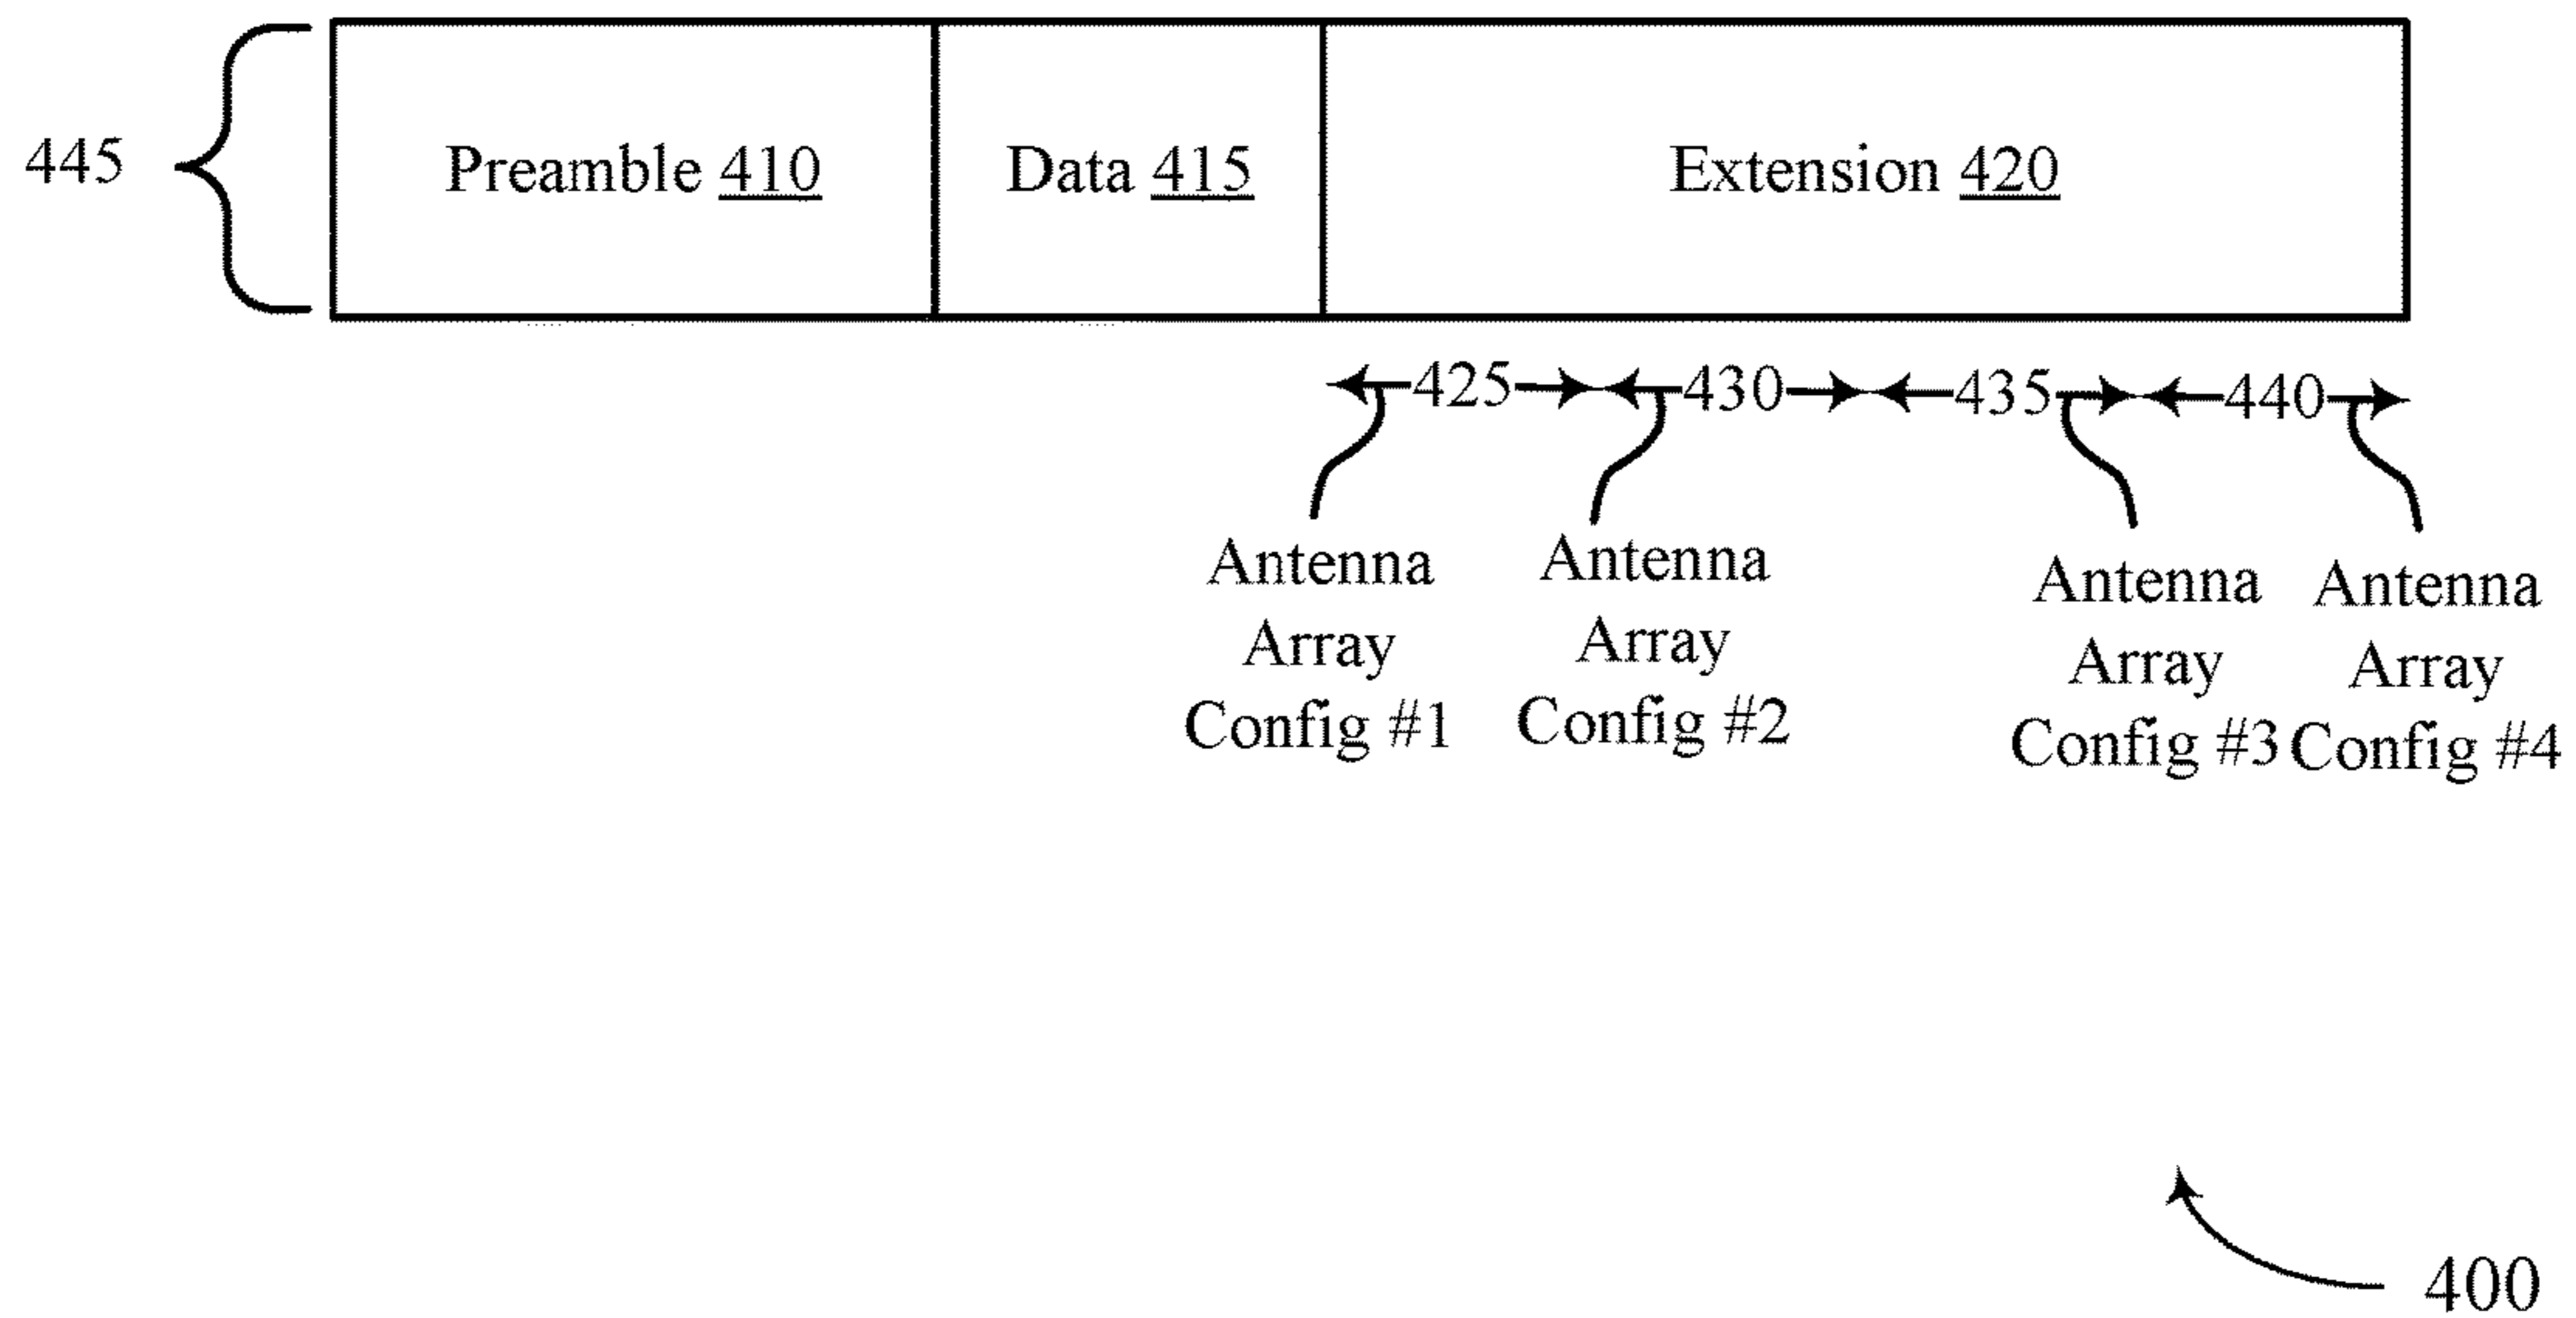 445
Preamble 410
Data 415
Extension 420
425
430
435
440
Antenna
Array
Config #1
Antenna
Array
Config #2
Antenna
Array
Config #3
Antenna
Array
Config #4
400